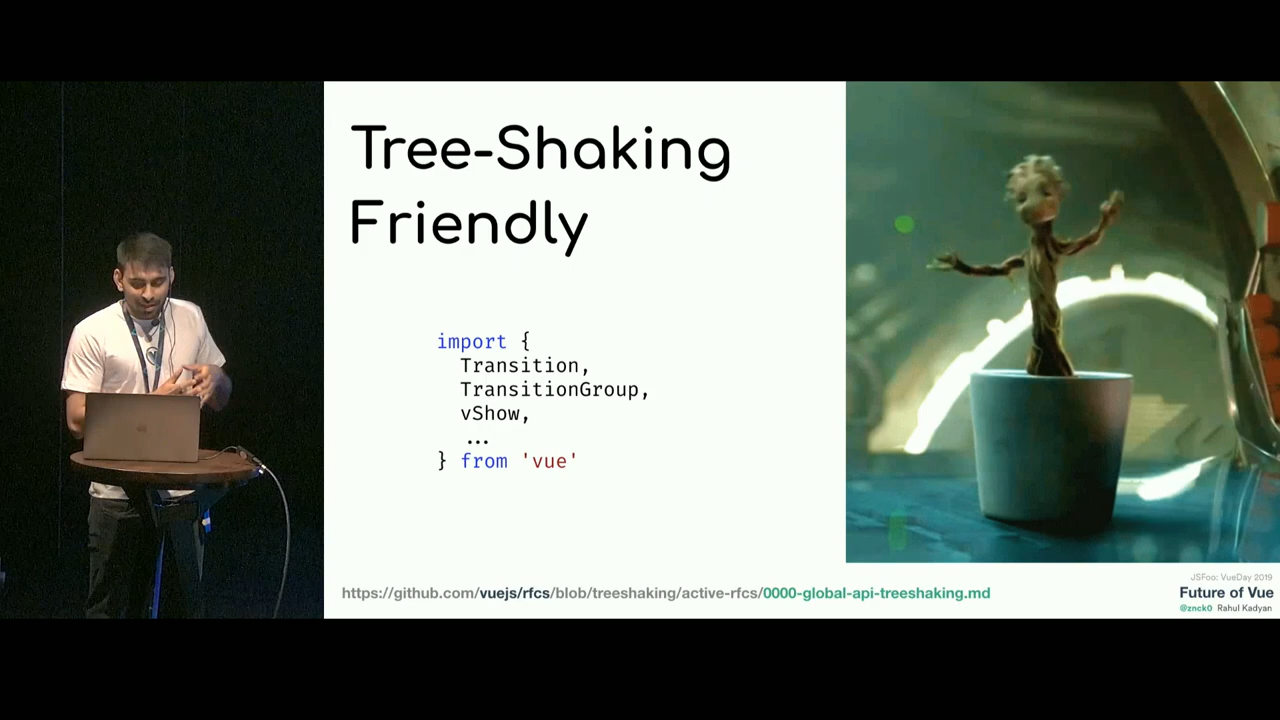 Tree-Shaking
Friendly
import {
Transition,
TransitionGroup,
vShow,
...
} from 'vue'
https://github.com/vuejs/rfcs/blob/treeshaking/active-rfcs/0000-global-api-treeshaking.md
JSFoo: VueDay 2019
Future of Vue
@znck0 Rahul Kadyan